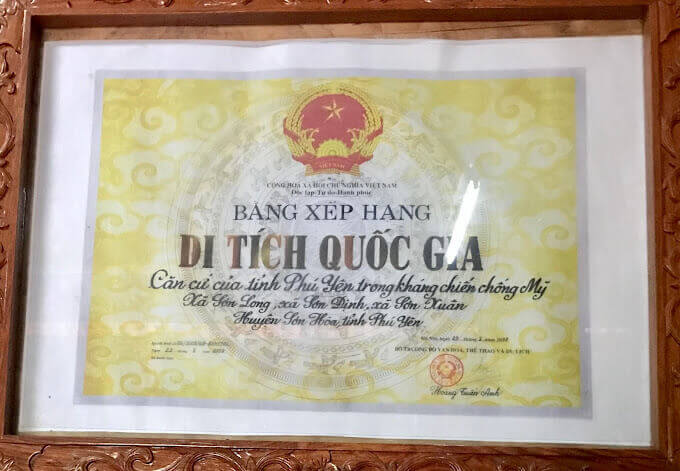 VIỆT NAM
CỘNG HÒA XÃ HỘI CHỦ NGHĨA VIỆT NAM
Độc lập-Tự do-Hạnh phúc
BẰNG XẾP HẠNG
DI TÍCH QUỐC GIA
Căn cứ của tỉnh Phú Yên trong kháng chiến chống Mỹ
Xã Sơn Long, xã Sơn Định, xã Sơn Xuân
Huyện Sơn Hòa, tỉnh Phú Yên
BỘ TRƯỞNG BỘ VĂN HÓA, THỂ THAO VÀ DU LỊCH
Hoàng Tuấn Anh